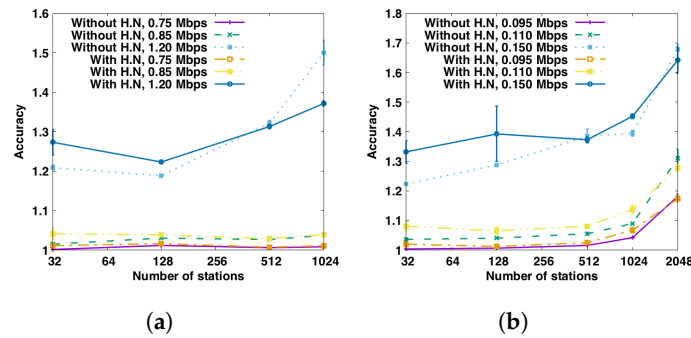 Without H.N, 0.75 Mbps
Without H.N, 0.85 Mbps
Without H.N, 1.20 Mbps
With H.N, 0.75 Mbps
With H.N, 0.85 Mbps
With H.N, 1.20 Mbps
Accuracy
1.6
1.5
1.4
1.3
1.2
1.1
1
32 64 128 256 512 1024
Number of stations
(a)
Without H.N, 0.095 Mbps
Without H.N, 0.110 Mbps
Without H.N, 0.150 Mbps
With H.N, 0.095 Mbps
With H.N, 0.110 Mbps
With H.N, 0.150 Mbps
Accuracy
1.8
1.7
1.6
1.5
1.4
1.3
1.2
1.1
1
32 64 128 256 512 1024 2048
Number of stations
(b)